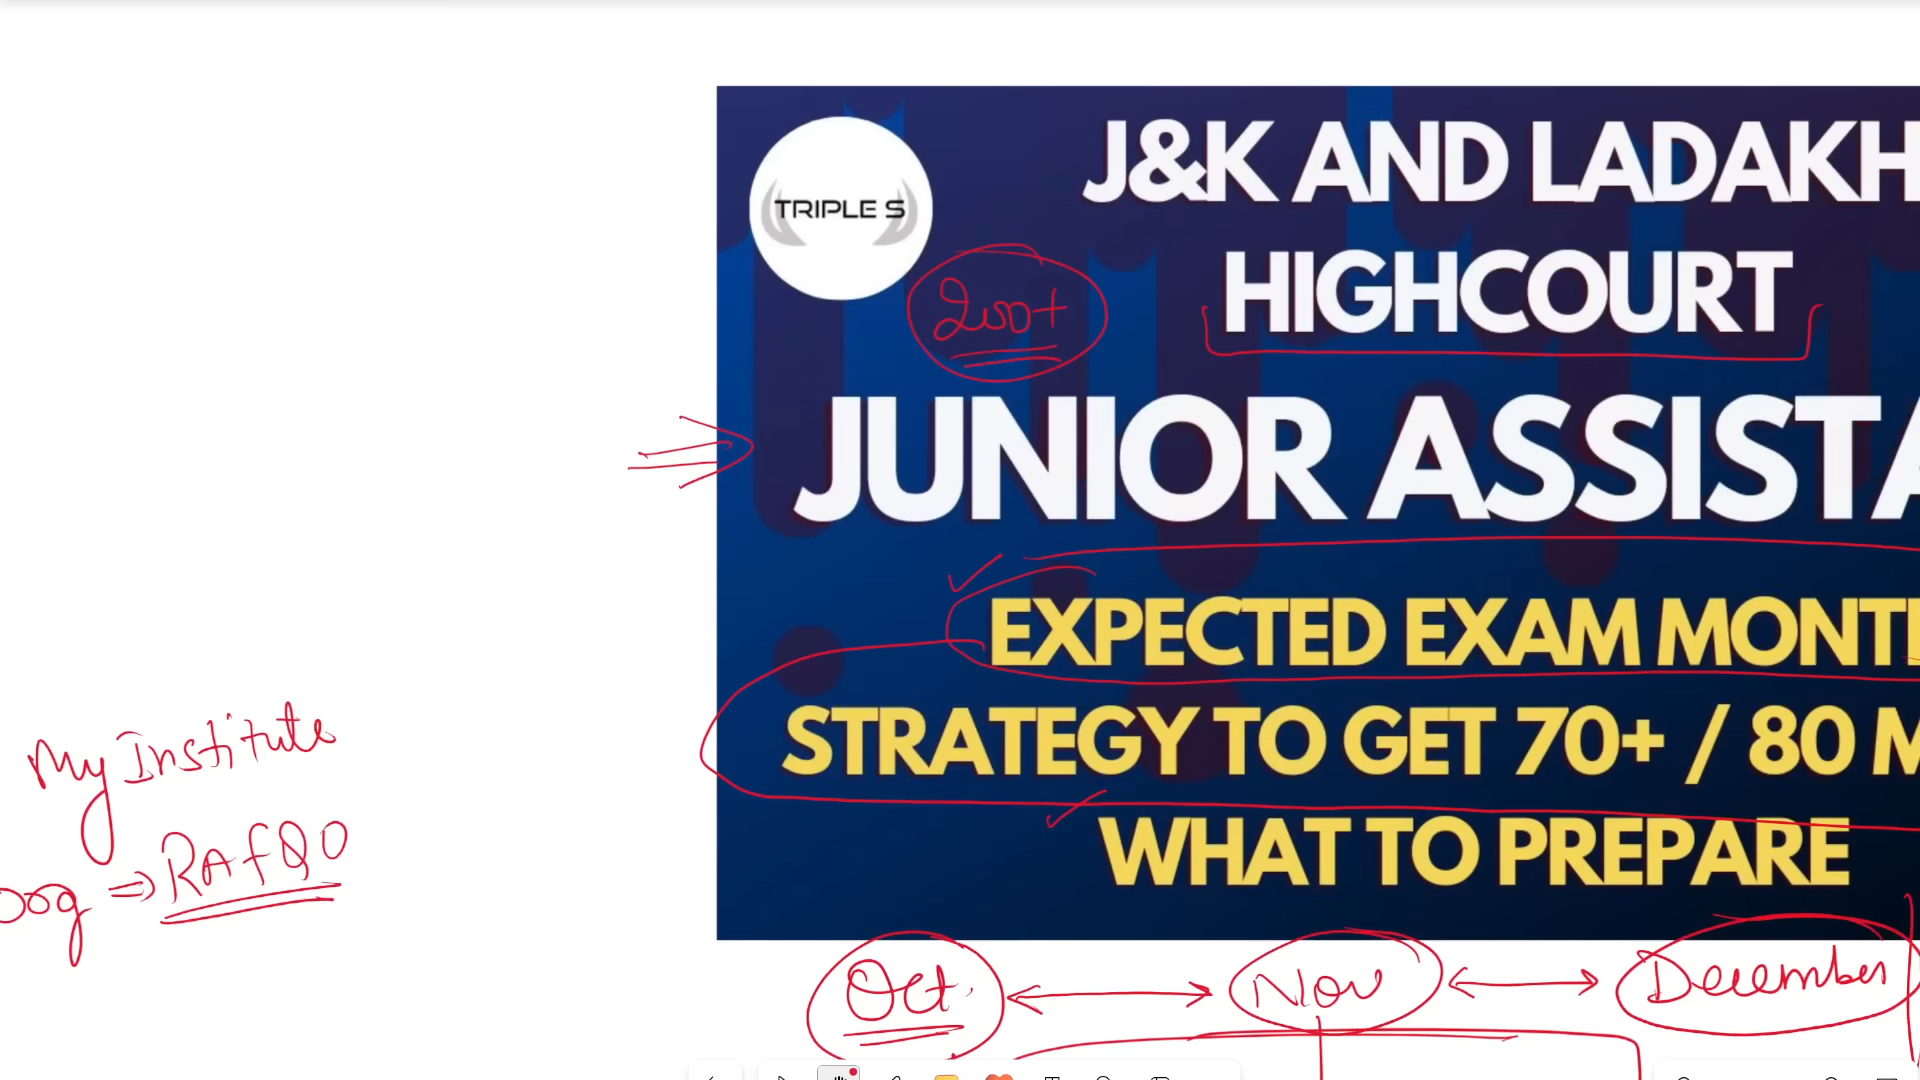 TRIPLE S
J&K AND LADAKH
HIGHCOURT
200+
JUNIOR ASSISTA
EXPECTED EXAM MONT
STRATEGY TO GET 70+ / 80 M
WHAT TO PREPARE
My Institute
⇒ RAFQO
Oct. ↔ Nov ↔ December